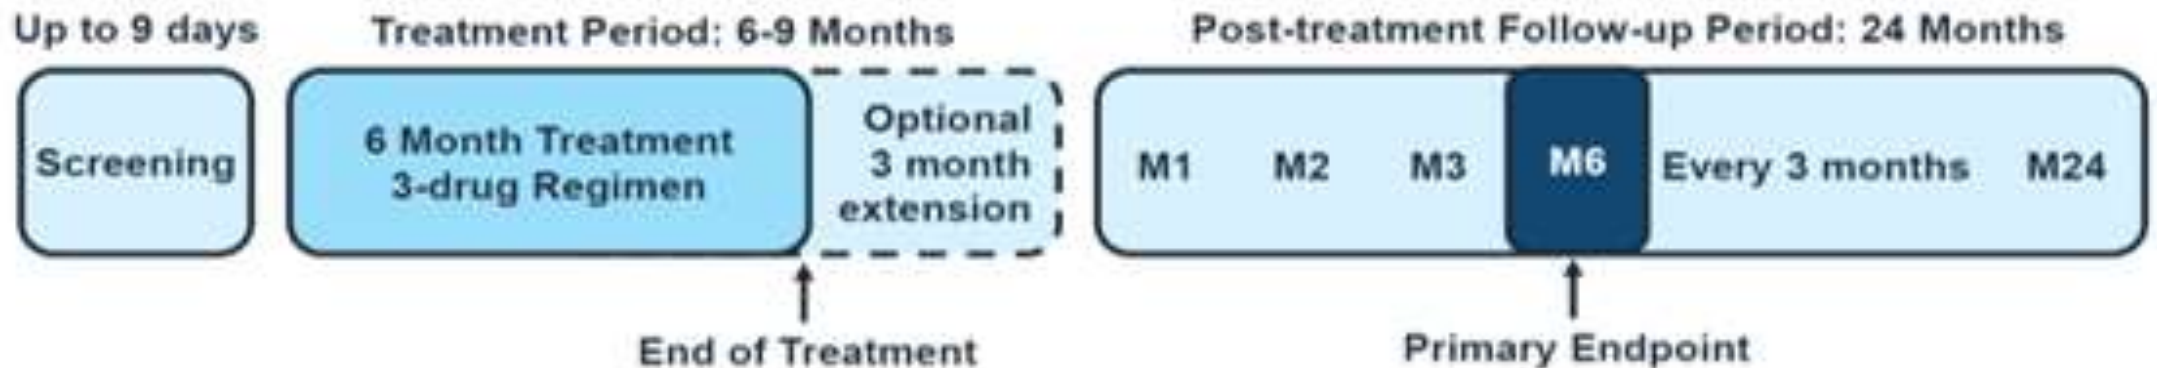 Up to 9 days
Treatment Period: 6-9 Months
Post-treatment Follow-up Period: 24 Months
Screening
6 Month Treatment
3-drug Regimen
Optional
3 month
extension
M1 M2 M3 M6 Every 3 months M24
End of Treatment
Primary Endpoint